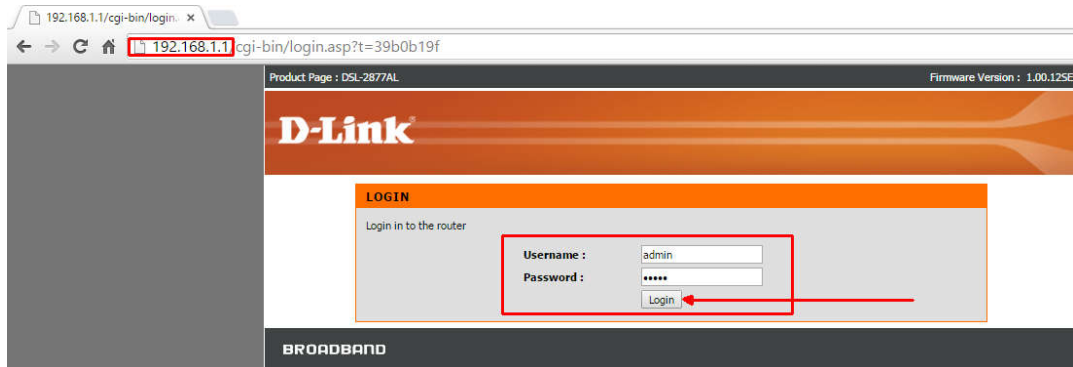 192.168.1.1/cgi-bin/login.
192.168.1.1/cgi-bin/login.asp?t=39b0b19f
Product Page : DSL-2877AL Firmware Version : 1.00.12SE
D-Link
LOGIN
Login in to the router
Username : admin
Password : •••••
Login
BROADBAND